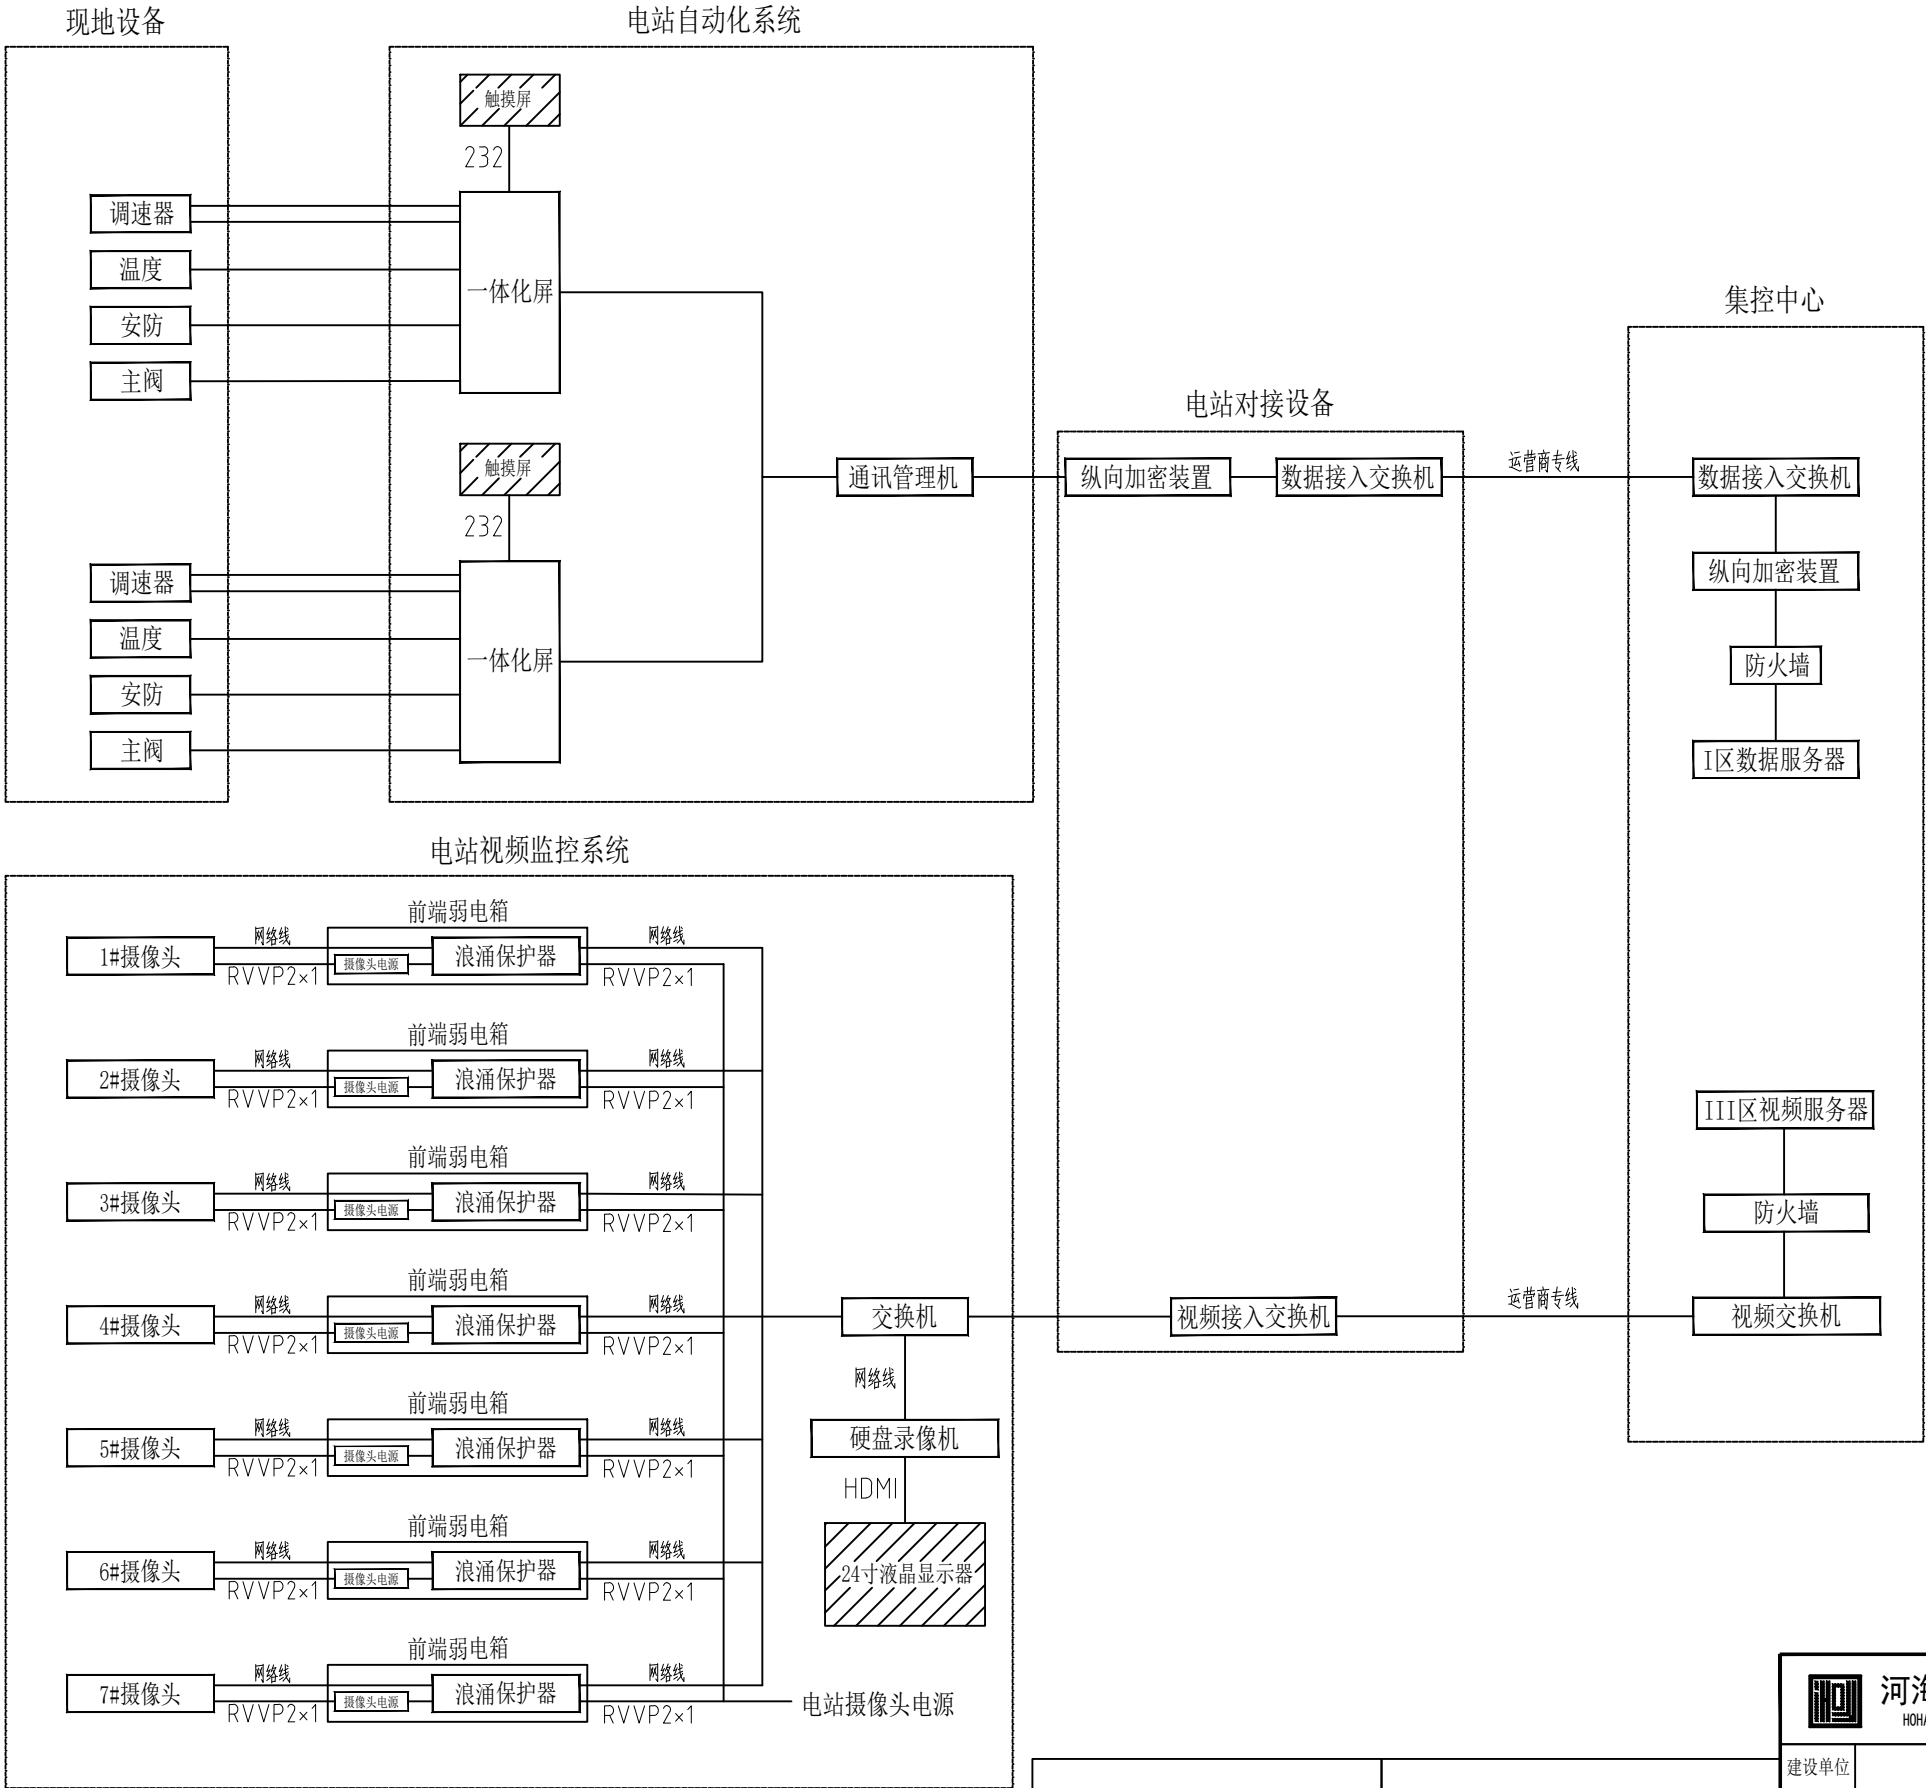 现地设备
电站自动化系统
触摸屏
232
调速器
温度
安防
主阀
一体化屏
触摸屏
232
调速器
温度
安防
主阀
一体化屏
通讯管理机
电站对接设备
纵向加密装置
数据接入交换机
运营商专线
集控中心
数据接入交换机
纵向加密装置
防火墙
I区数据服务器
III区视频服务器
防火墙
视频交换机
运营商专线
视频接入交换机
电站视频监控系统
前端弱电箱
1#摄像头
网络线
RVVP2×1
摄像头电源
浪涌保护器
网络线
RVVP2×1
前端弱电箱
2#摄像头
网络线
RVVP2×1
摄像头电源
浪涌保护器
网络线
RVVP2×1
前端弱电箱
3#摄像头
网络线
RVVP2×1
摄像头电源
浪涌保护器
网络线
RVVP2×1
前端弱电箱
4#摄像头
网络线
RVVP2×1
摄像头电源
浪涌保护器
网络线
RVVP2×1
前端弱电箱
5#摄像头
网络线
RVVP2×1
摄像头电源
浪涌保护器
网络线
RVVP2×1
前端弱电箱
6#摄像头
网络线
RVVP2×1
摄像头电源
浪涌保护器
网络线
RVVP2×1
前端弱电箱
7#摄像头
网络线
RVVP2×1
摄像头电源
浪涌保护器
网络线
RVVP2×1
电站摄像头电源
交换机
网络线
硬盘录像机
HDMI
24寸液晶显示器
河海
HOHA
建设单位